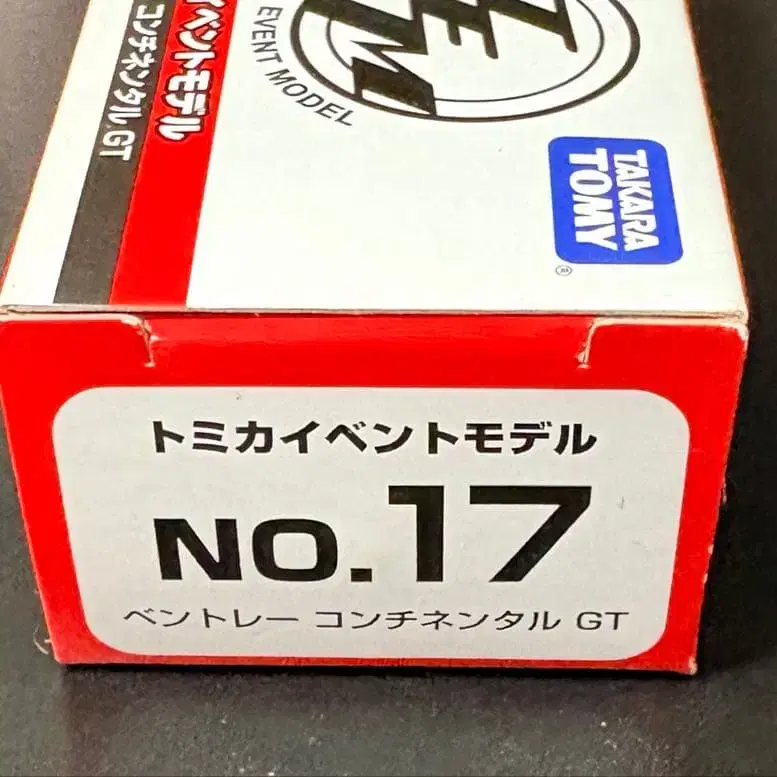 イベントモデル
コンチネンタル GT
TEM
EVENT MODEL
TAKARA
TOMY
®
トミカイベントモデル
NO.17
ベントレー コンチネンタル GT